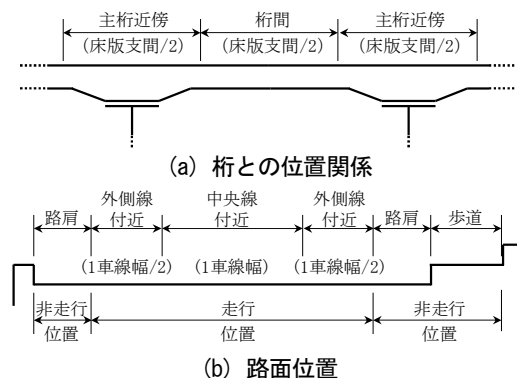 主桁近傍 桁間 主桁近傍
(床版支間/2) (床版支間/2) (床版支間/2)
(a) 桁との位置関係
外側線 中央線 外側線
路肩 付近 付近 付近 路肩 歩道
(1車線幅/2) (1車線幅) (1車線幅/2)
非走行 走行 非走行
位置 位置 位置
(b) 路面位置